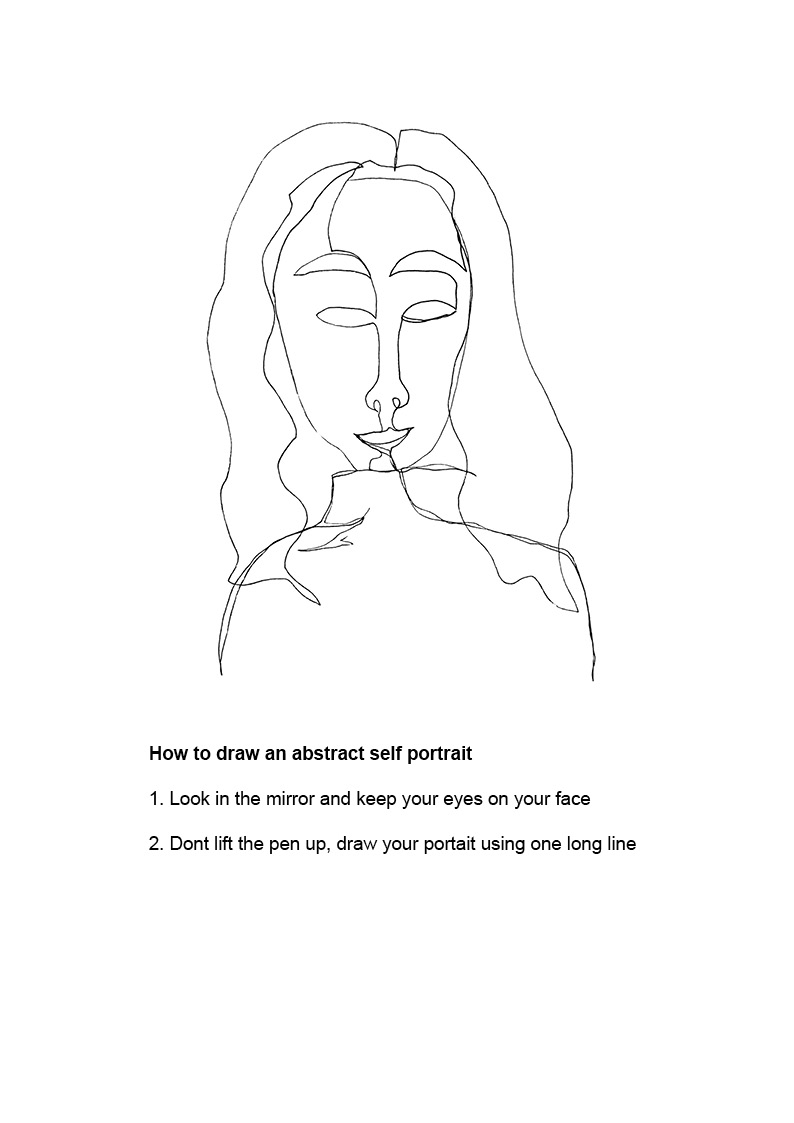 How to draw an abstract self portrait
1. Look in the mirror and keep your eyes on your face
2. Dont lift the pen up, draw your portait using one long line